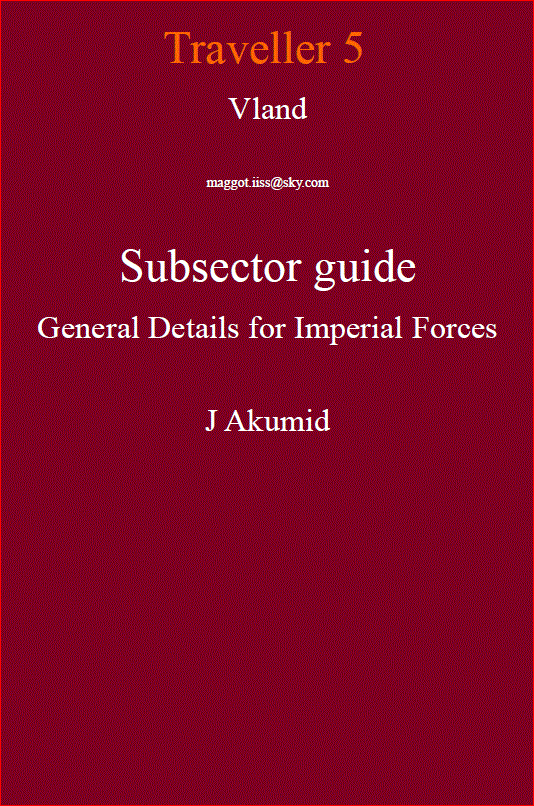 Traveller 5
Vland
maggot.iiss@sky.com
Subsector guide
General Details for Imperial Forces
J Akumid